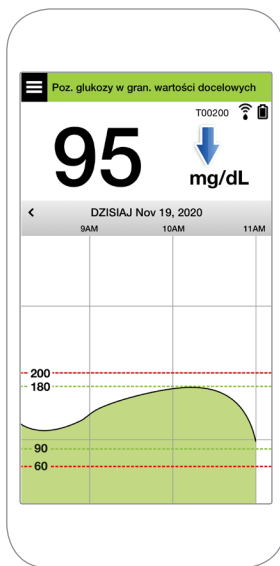 Poz. glukozy w gran. wartości docelowych
T00200
95
mg/dL
DZISIAJ Nov 19, 2020
9AM 10AM 11AM
200
180
90
60